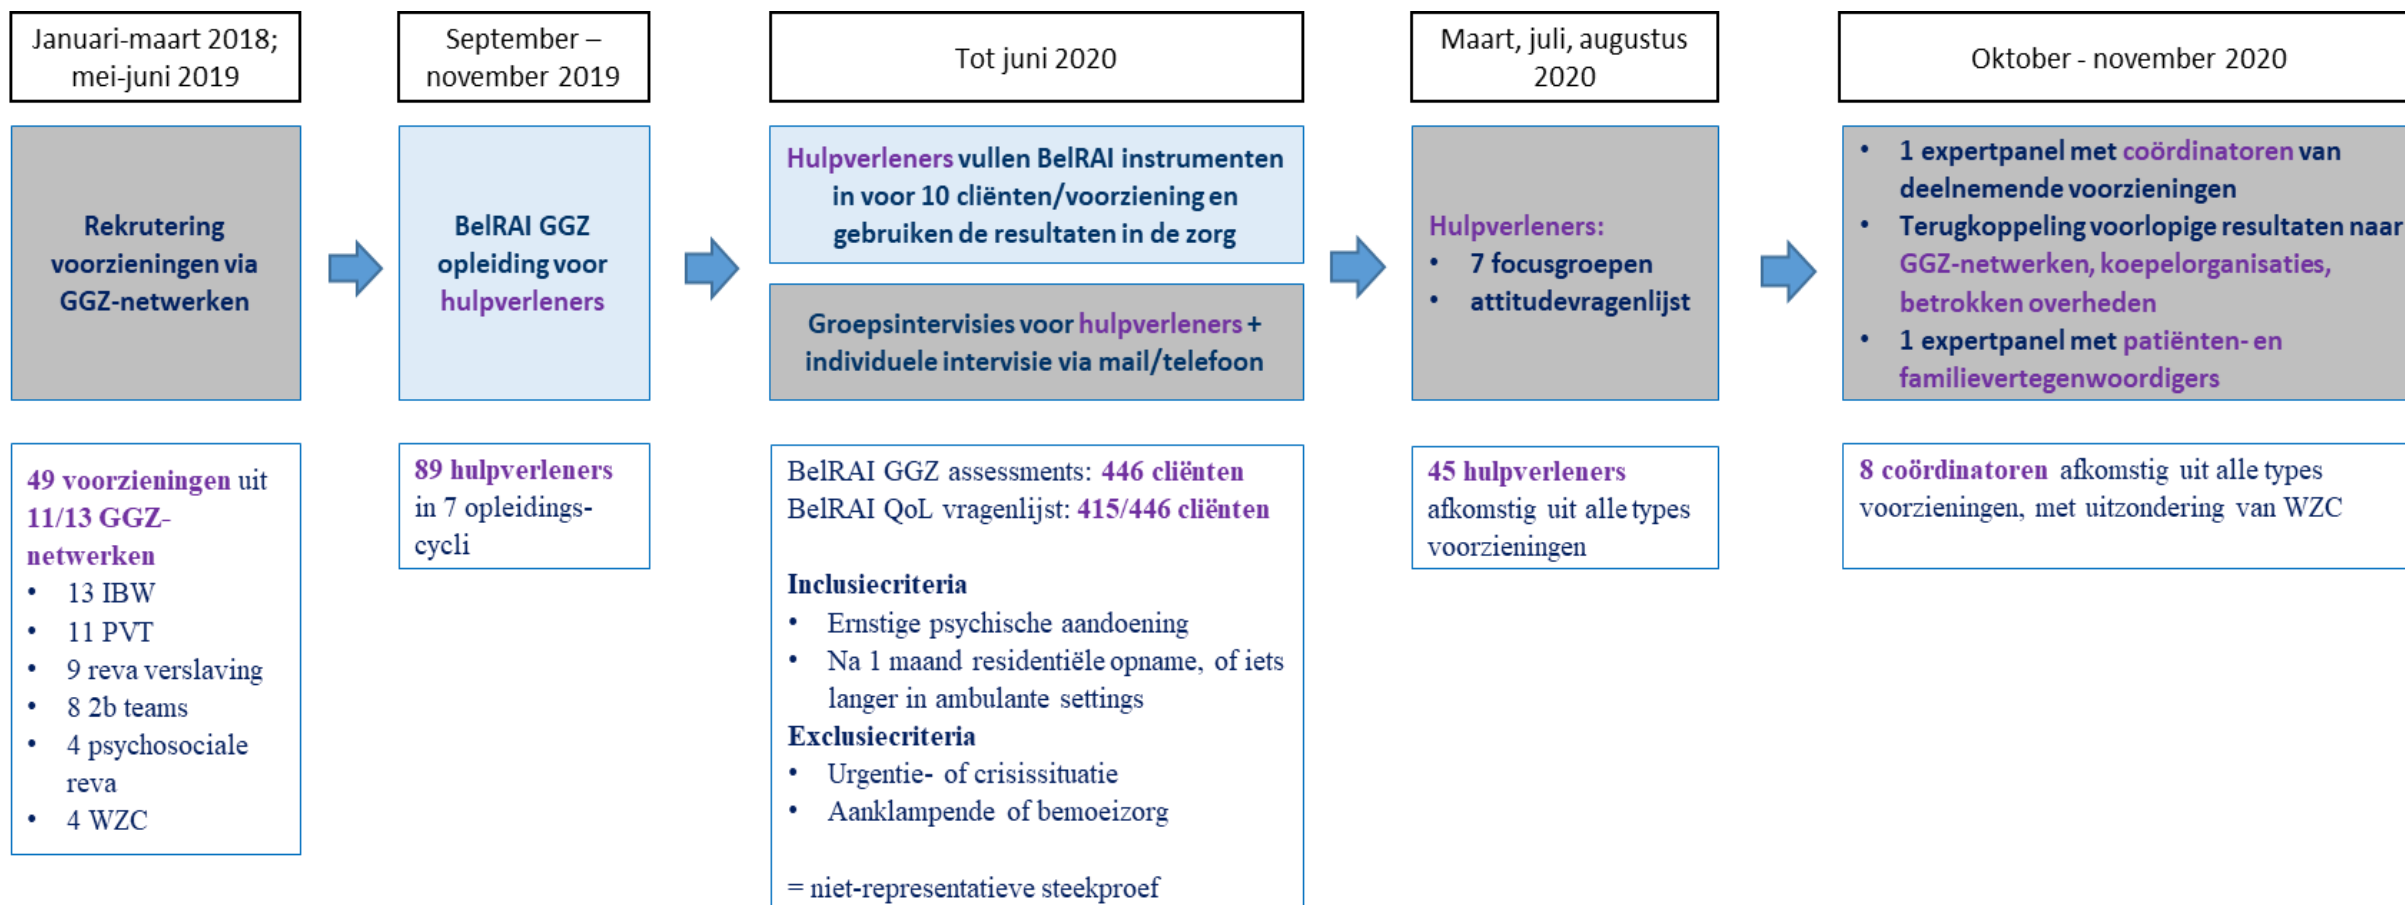 Januari-maart 2018;
mei-juni 2019
September –
november 2019
Tot juni 2020
Maart, juli, augustus
2020
Oktober - november 2020
Rekrutering
voorzieningen via
GGZ-netwerken
BelRAI GGZ
opleiding voor
hulpverleners
Hulpverleners vullen BelRAI instrumenten
in voor 10 cliënten/voorziening en
gebruiken de resultaten in de zorg
Groepsintervisies voor hulpverleners +
individuele intervisie via mail/telefoon
Hulpverleners:
• 7 focusgroepen
• attitudevragenlijst
• 1 expertpanel met coördinatoren van
deelnemende voorzieningen
• Terugkoppeling voorlopige resultaten naar
GGZ-netwerken, koepelorganisaties,
betrokken overheden
• 1 expertpanel met patiënten- en
familievertegenwoordigers
49 voorzieningen uit
11/13 GGZ-
netwerken
• 13 IBW
• 11 PVT
• 9 reva verslaving
• 8 2b teams
• 4 psychosociale
reva
• 4 WZC
89 hulpverleners
in 7 opleidings-
cycli
BelRAI GGZ assessments: 446 cliënten
BelRAI QoL vragenlijst: 415/446 cliënten
Inclusiecriteria
• Ernstige psychische aandoening
• Na 1 maand residentiële opname, of iets
langer in ambulante settings
Exclusiecriteria
• Urgentie- of crisissituatie
• Aanklampende of bemoeizorg
= niet-representatieve steekproef
45 hulpverleners
afkomstig uit alle types
voorzieningen
8 coördinatoren afkomstig uit alle types
voorzieningen, met uitzondering van WZC